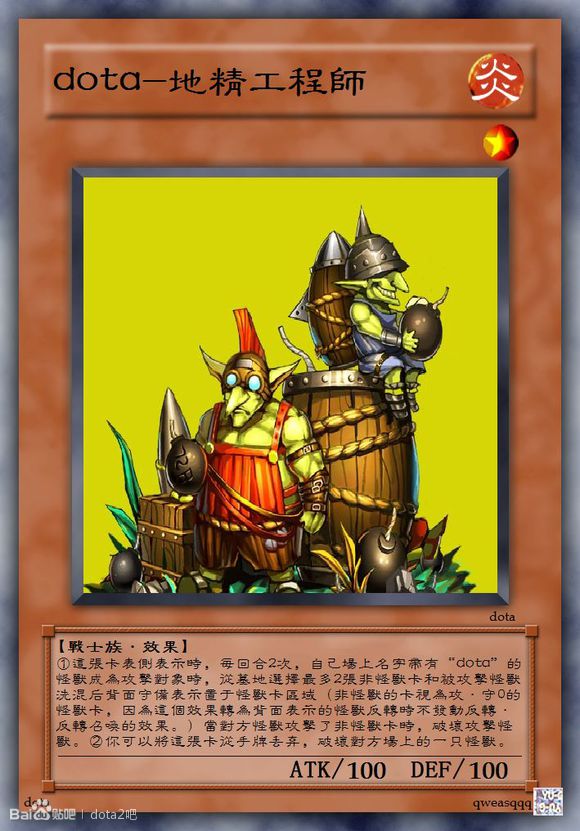 dota-地精工程師
炎
dota
【戰士族·效果】
①這張卡表側表示時，每回合2次，自己場上名字帶有“dota”的
怪獸成為攻擊對象時，從墓地選擇最多2張非怪獸卡和被攻擊怪獸
洗混后背面守備表示置于怪獸卡區域（非怪獸的卡視為攻·守0的
怪獸卡，因為這個效果轉為背面表示的怪獸反轉時不發動反轉·
反轉召喚的效果。）當對方怪獸攻擊了非怪獸卡時，破壞攻擊怪
獸。②你可以將這張卡從手牌丟弃，破壞對方場上的一只怪獸。
ATK/100 DEF/100
qweasqqq
Bai 贴吧 | dota2吧